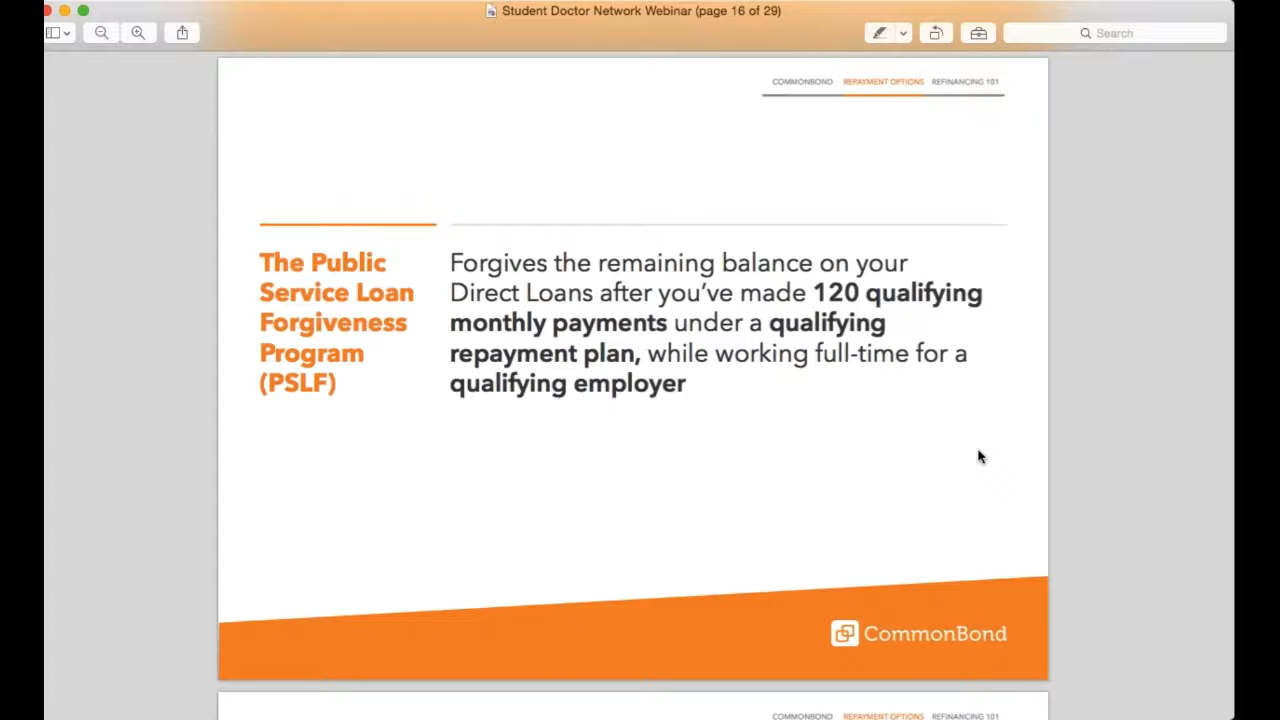 Student Doctor Network Webinar (page 16 of 29)
Search
COMMONBOND REPAYMENT OPTIONS REFINANCING 101
The Public
Service Loan
Forgiveness
Program
(PSLF)
Forgives the remaining balance on your
Direct Loans after you've made 120 qualifying
monthly payments under a qualifying
repayment plan, while working full-time for a
qualifying employer
CommonBond
COMMONBOND REPAYMENT OPTIONS REFINANCING 101